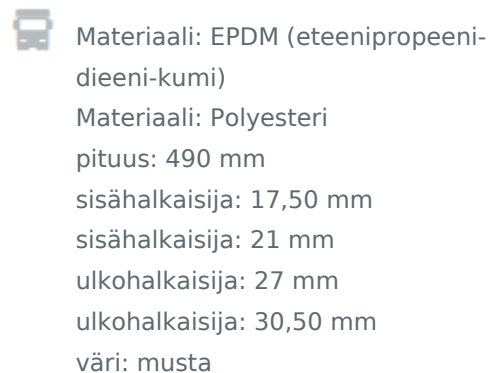 Materiaali: EPDM (eteenipropeeni-
dieeni-kumi)
Materiaali: Polyesteri
pituus: 490 mm
sisähalkaisija: 17,50 mm
sisähalkaisija: 21 mm
ulkohalkaisija: 27 mm
ulkohalkaisija: 30,50 mm
väri: musta